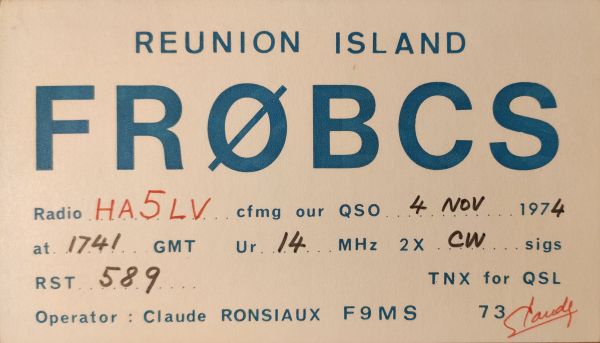 REUNION ISLAND
FRØBCS
Radio HA5LV cfmg our QSO 4 NOV 1974
at 1741 GMT Ur 14 MHz 2X CW sigs
RST 589 TNX for QSL
Operator : Claude RONSIAUX F9MS 73 Claude